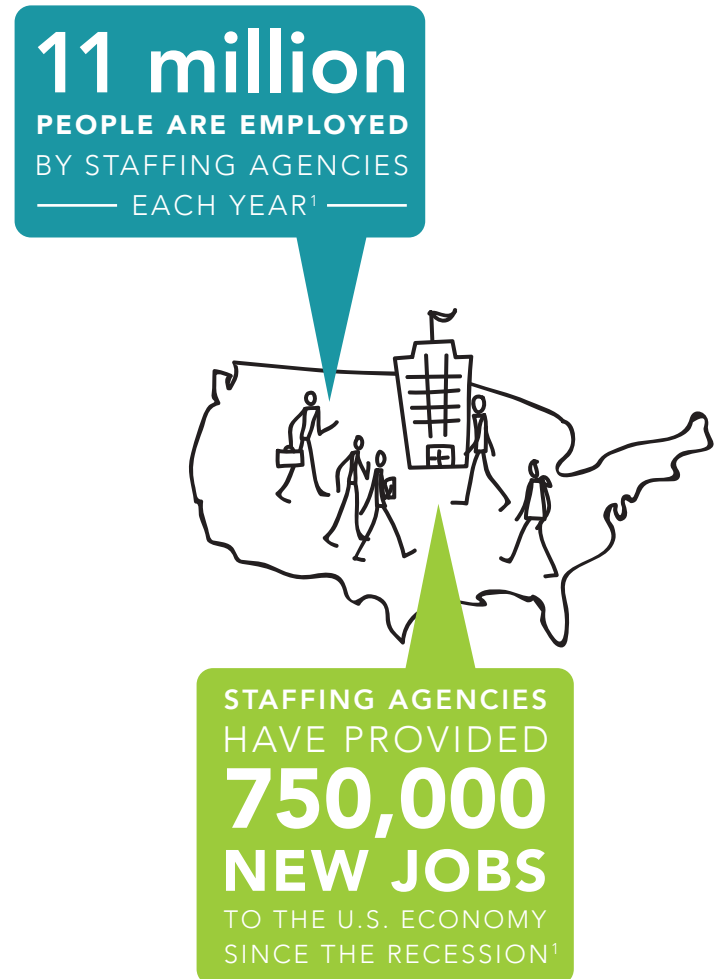 11 million
PEOPLE ARE EMPLOYED
BY STAFFING AGENCIES
EACH YEAR¹
STAFFING AGENCIES
HAVE PROVIDED
750,000
NEW JOBS
TO THE U.S. ECONOMY
SINCE THE RECESSION¹